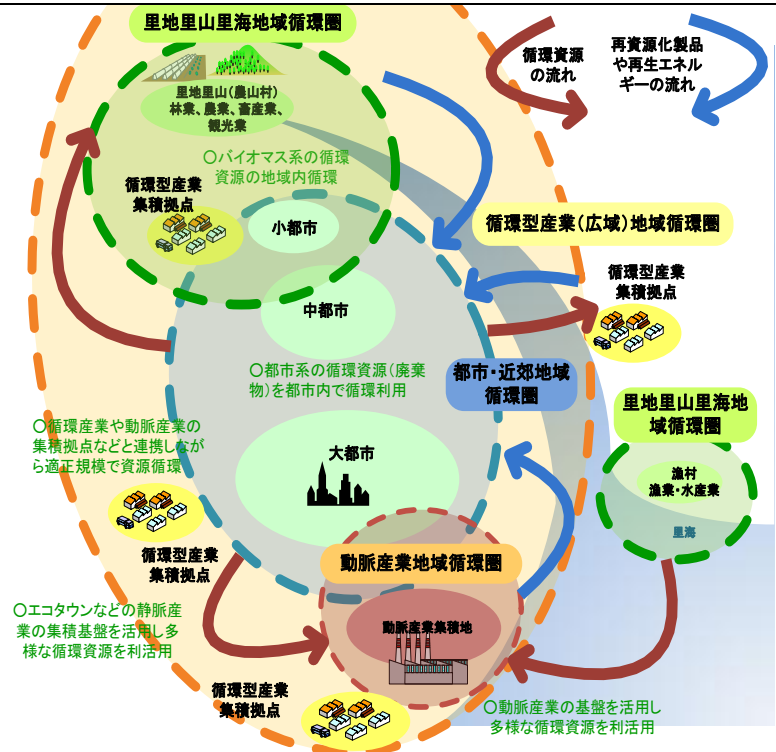 里地里山里海地域循環圏
循環資源
の流れ
再資源化製品
や再生エネル
ギーの流れ
里地里山(農山村)
林業、農業、畜産業、
観光業
○バイオマス系の循環
資源の地域内循環
循環型産業
集積拠点
小都市
循環型産業(広域)地域循環圏
循環型産業
集積拠点
中都市
○都市系の循環資源(廃棄
物)を都市内で循環利用
都市・近郊地域
循環圏
里地里山里海地
域循環圏
○循環産業や動脈産業の
集積拠点などと連携しなが
ら適正規模で資源循環
大都市
漁村
漁業・水産業
里海
循環型産業
集積拠点
動脈産業地域循環圏
○エコタウンなどの静脈産
業の集積基盤を活用し多
様な循環資源を利活用
動脈産業集積地
循環型産業
集積拠点
○動脈産業の基盤を活用し
多様な循環資源を利活用